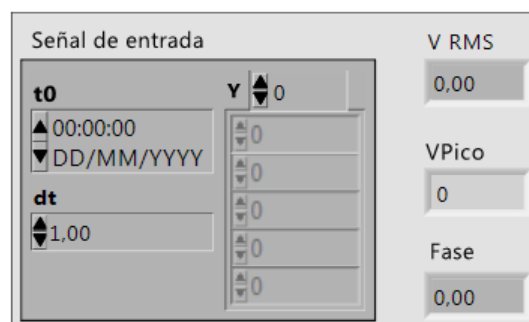 Señal de entrada
t0
00:00:00
DD/MM/YYYY
dt
1,00
Y 0
0
0
0
0
0
V RMS
0,00
VPico
0
Fase
0,00